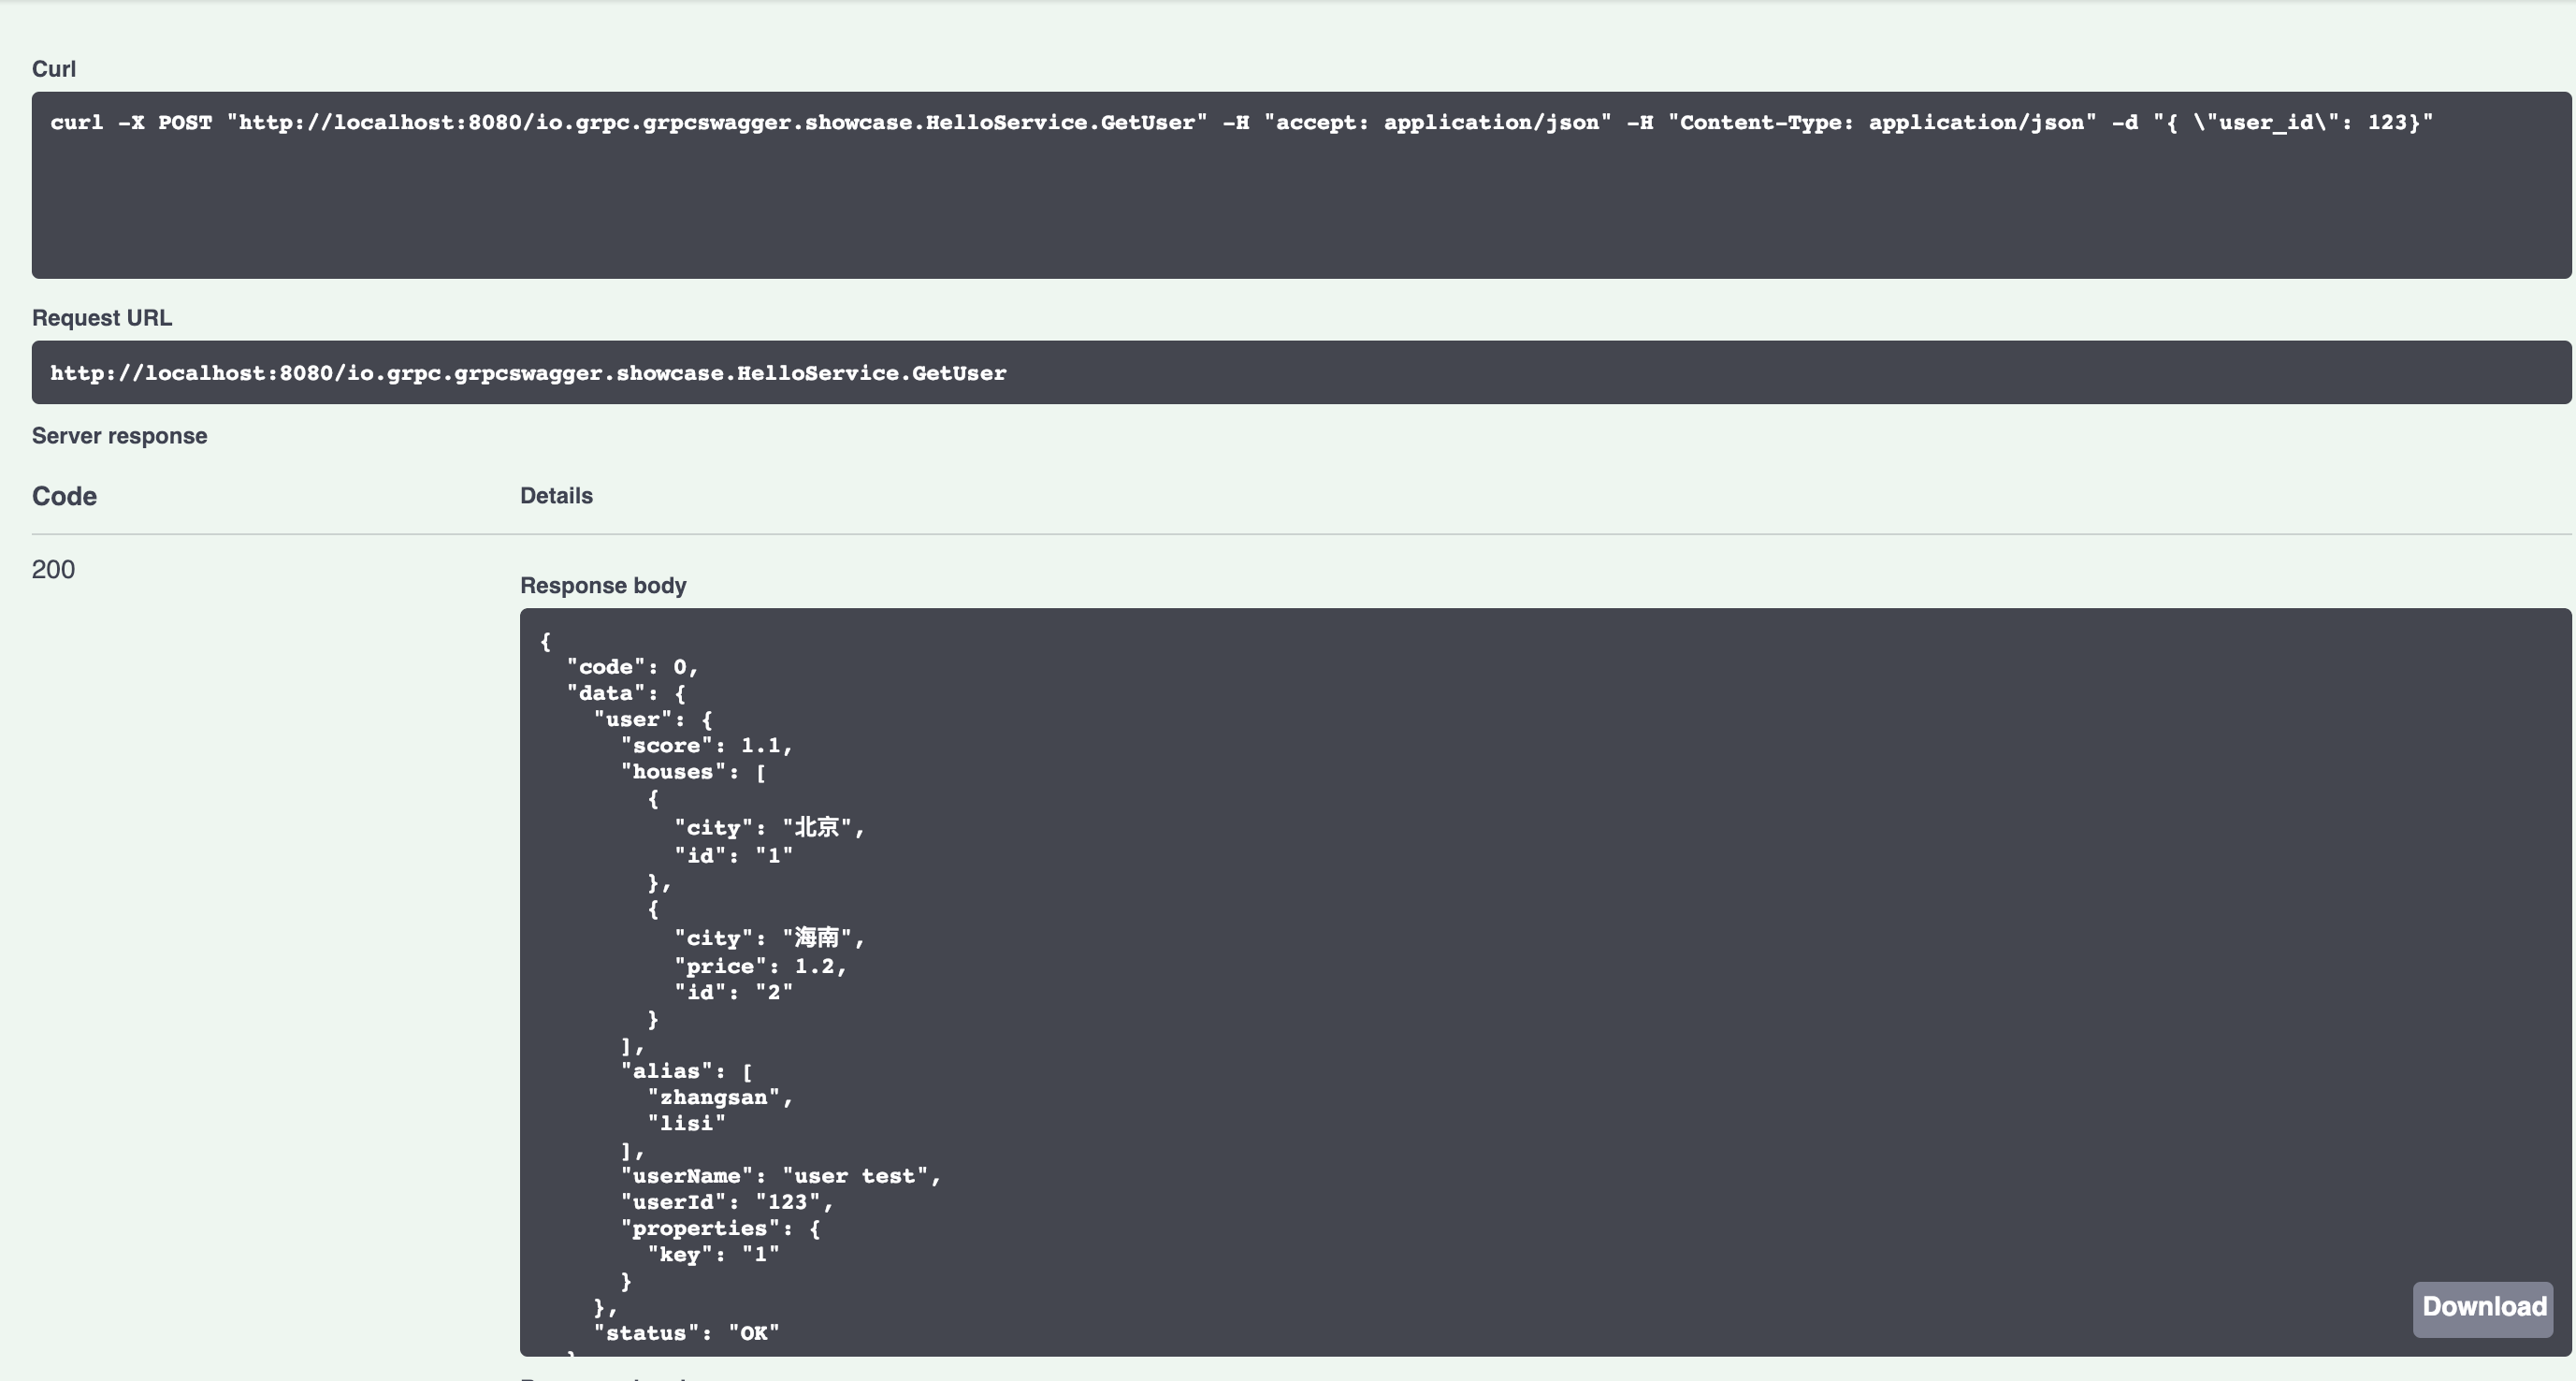 Curl
curl -X POST "http://localhost:8080/io.grpc.grpcswagger.showcase.HelloService.GetUser" -H "accept: application/json" -H "Content-Type: application/json" -d "{ \"user_id\": 123}"
Request URL
http://localhost:8080/io.grpc.grpcswagger.showcase.HelloService.GetUser
Server response
Code Details
200
Response body
{
  "code": 0,
  "data": {
    "user": {
      "score": 1.1,
      "houses": [
        {
          "city": "北京",
          "id": "1"
        },
        {
          "city": "海南",
          "price": 1.2,
          "id": "2"
        }
      ],
      "alias": [
        "zhangsan",
        "lisi"
      ],
      "userName": "user test",
      "userId": "123",
      "properties": {
        "key": "1"
      }
    },
    "status": "OK"
Download